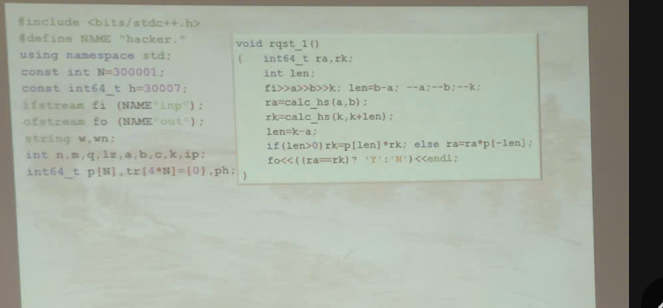 #include <bits/stdc++.h>
#define NAME "hacker."
using namespace std;
const int N=300001;
const int64_t h=30007;
ifstream fi (NAME"inp");
ofstream fo (NAME"out");
string w,wn;
int n,m,q,lz,a,b,c,k,ip;
int64_t p[N],tr[4*N]={0},ph;
void rqst_1()
{ int64_t ra,rk;
int len;
fi>>a>>b>>k; len=b-a; --a;--b;--k;
ra=calc_hs(a,b);
rk=calc_hs(k,k+len);
len=k-a;
if(len>0)rk=p[len]*rk; else ra=ra*p[-len];
fo<<((ra==rk)? 'Y':'N')<<endl;
}